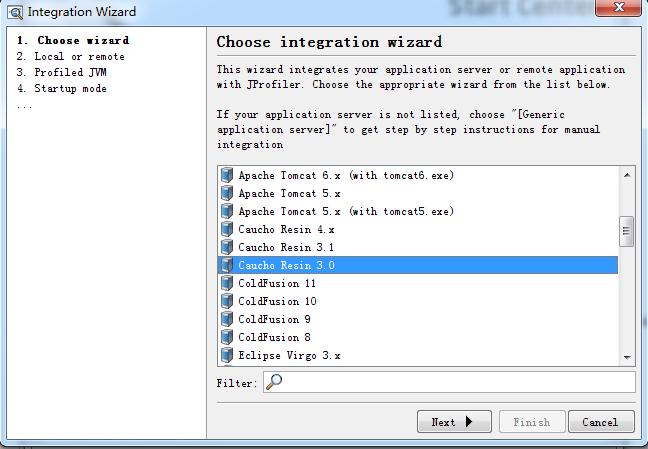 Integration Wizard
Start Center
1. Choose wizard
2. Local or remote
3. Profiled JVM
4. Startup mode
...
Choose integration wizard
This wizard integrates your application server or remote application
with JProfiler. Choose the appropriate wizard from the list below.
If your application server is not listed, choose "[Generic
application server]" to get step by step instructions for manual
integration
Apache Tomcat 6.x (with tomcat6.exe)
Apache Tomcat 5.x
Apache Tomcat 5.x (with tomcat5.exe)
Caucho Resin 4.x
Caucho Resin 3.1
Caucho Resin 3.0
ColdFusion 11
ColdFusion 10
ColdFusion 9
ColdFusion 8
Eclipse Virgo 3.x
Filter:
Next
Finish
Cancel